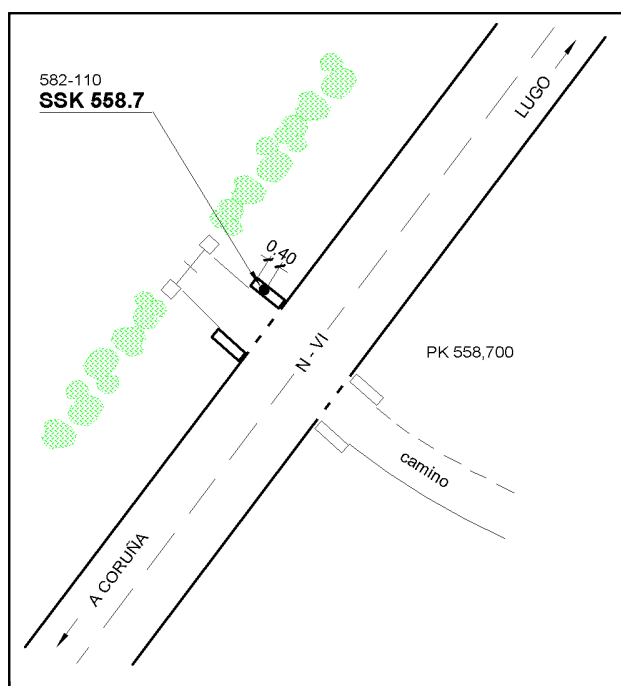 582-110
SSK 558.7
LUGO
0.40
N - VI
PK 558,700
camino
A CORUÑA